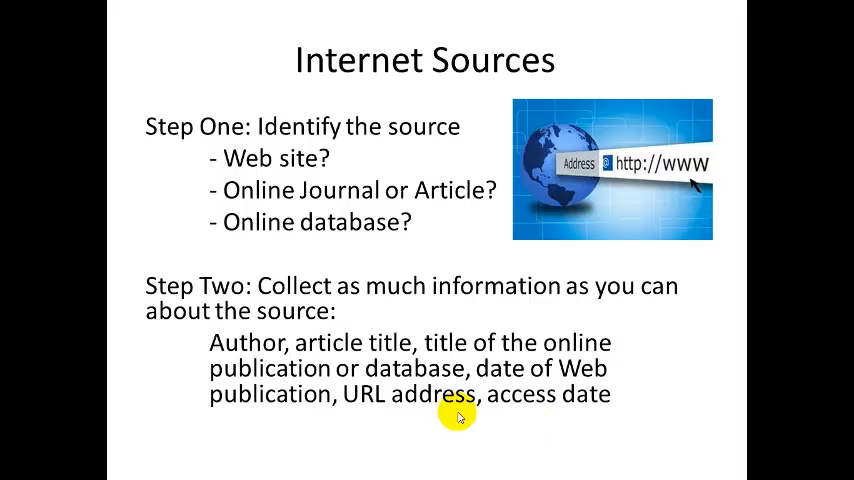 Internet Sources
Step One: Identify the source
- Web site?
- Online Journal or Article?
- Online database?
Address @ http://www
Step Two: Collect as much information as you can
about the source:
Author, article title, title of the online
publication or database, date of Web
publication, URL address, access date